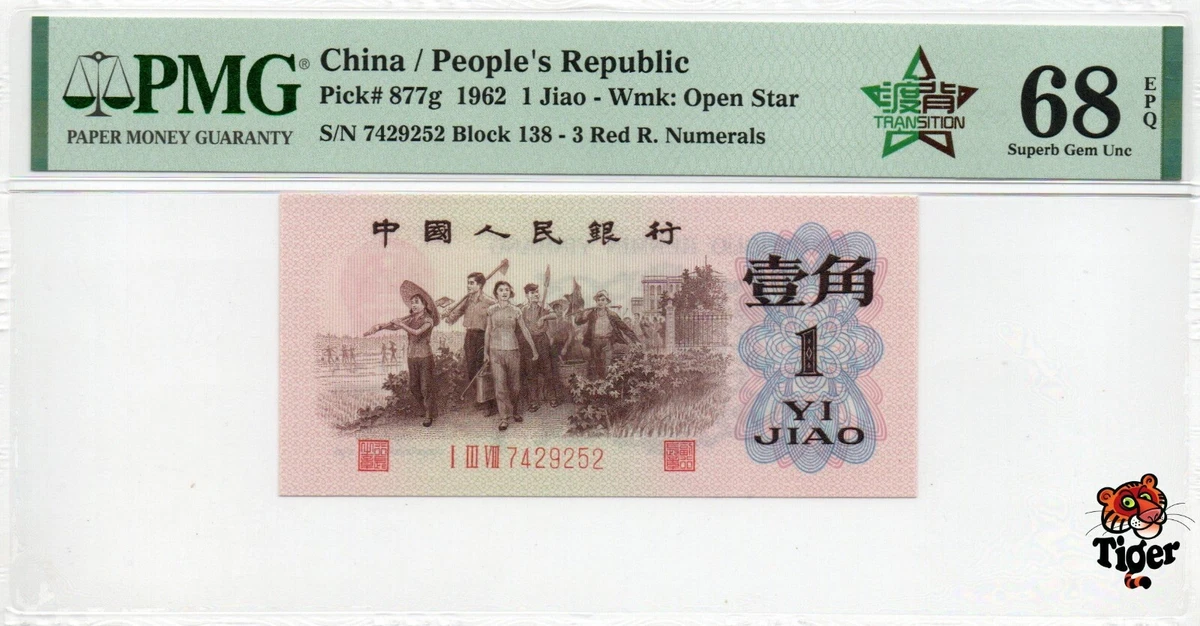 PMG®
PAPER MONEY GUARANTY
China / People's Republic
Pick# 877g 1962 1 Jiao - Wmk: Open Star
S/N 7429252 Block 138 - 3 Red R. Numerals
渡背
TRANSITION
68
EPQ
Superb Gem Unc
中國人民銀行
壹角
1
YI
JIAO
I III VIII 7429252
Tiger